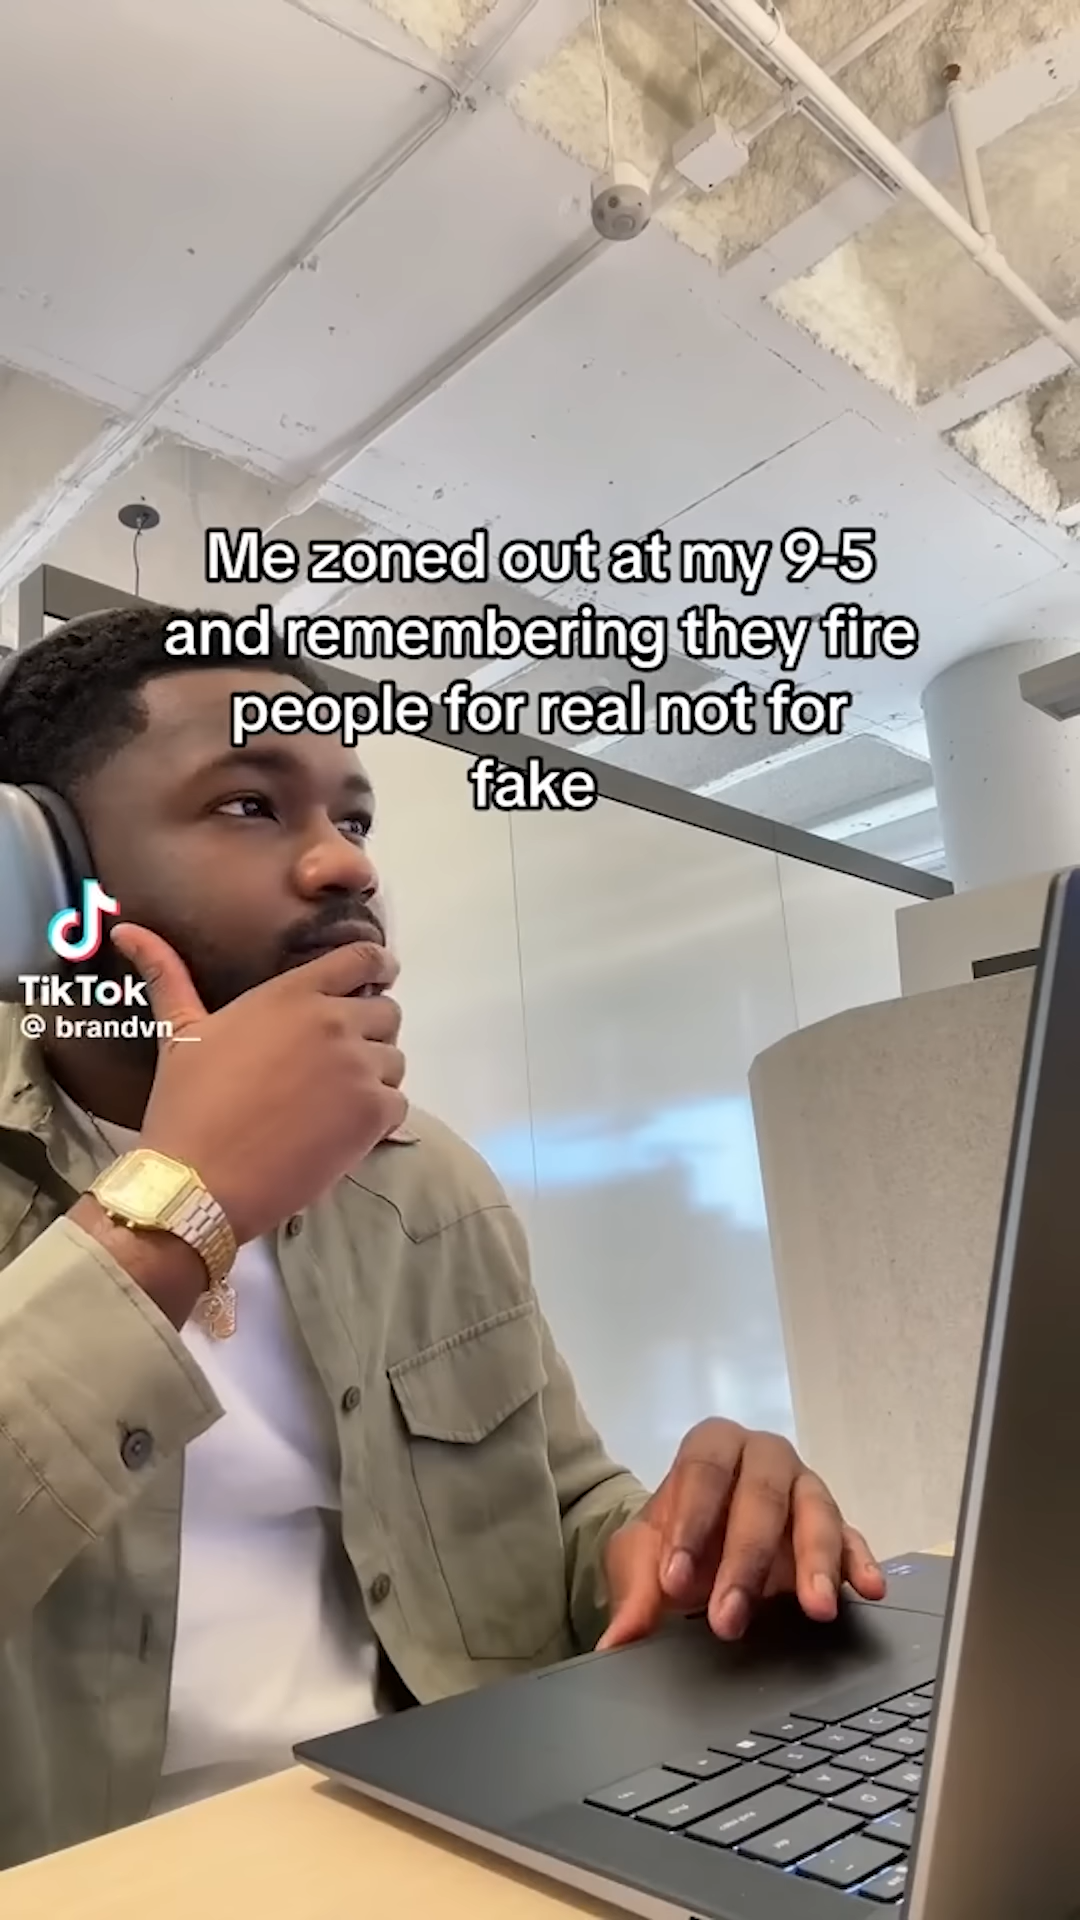 Me zoned out at my 9-5
and remembering they fire
people for real not for
fake
TikTok
@ brandvn__